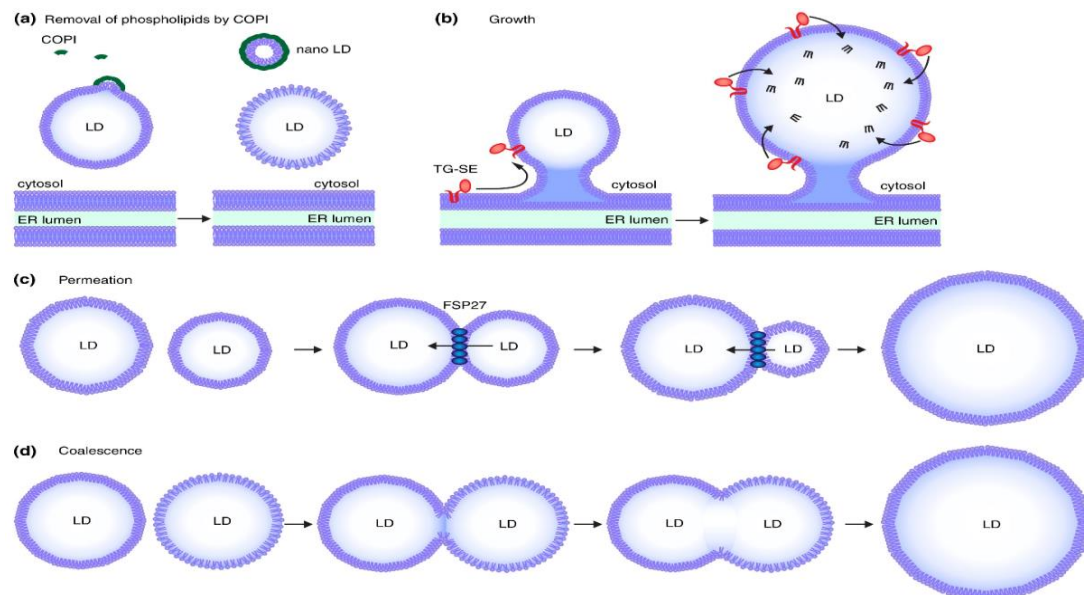 (a) Removal of phospholipids by COPI
COPI
nano LD
LD
LD
cytosol
cytosol
ER lumen
ER lumen
(b) Growth
LD
LD
TG-SE
cytosol
cytosol
ER lumen
ER lumen
(c) Permeation
FSP27
LD
LD
LD
LD
LD
LD
LD
(d) Coalescence
LD
LD
LD
LD
LD
LD
LD